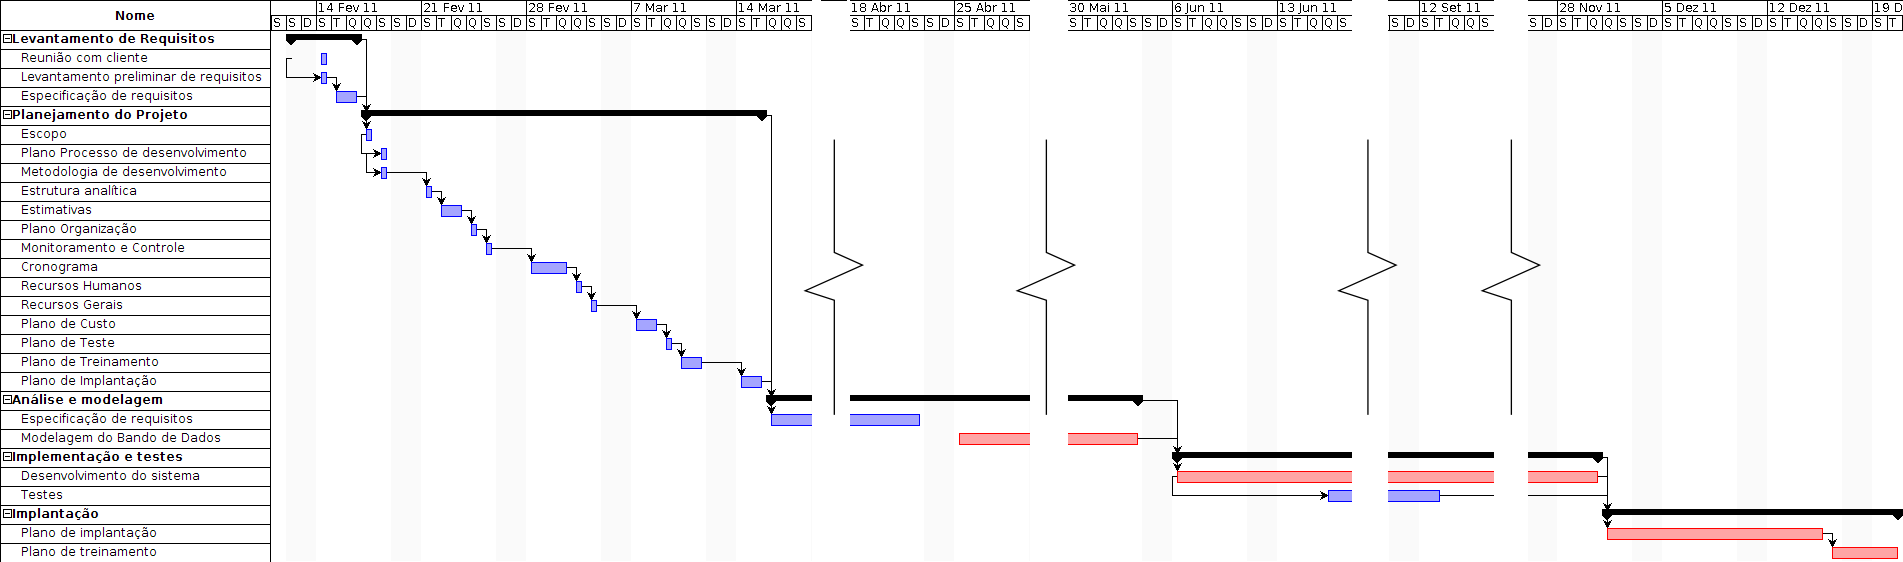 Nome
14 Fev 11 21 Fev 11 28 Fev 11 7 Mar 11 14 Mar 11 18 Abr 11 25 Abr 11 30 Mai 11 6 Jun 11 13 Jun 11 12 Set 11 28 Nov 11 5 Dez 11 12 Dez 11 19 D
S S D S T Q Q S S D S T Q Q S S D S T Q Q S S D S T Q Q S S D S T Q Q S S T Q Q S S D S T Q Q S S T Q Q S S D S T Q Q S S D S T Q Q S S D S T Q Q S S D S T Q Q S S D S T Q Q S S D S T Q Q S S D S T
Levantamento de Requisitos
Reunião com cliente
Levantamento preliminar de requisitos
Especificação de requisitos
Planejamento do Projeto
Escopo
Plano Processo de desenvolvimento
Metodologia de desenvolvimento
Estrutura analítica
Estimativas
Plano Organização
Monitoramento e Controle
Cronograma
Recursos Humanos
Recursos Gerais
Plano de Custo
Plano de Teste
Plano de Treinamento
Plano de Implantação
Análise e modelagem
Especificação de requisitos
Modelagem do Bando de Dados
Implementação e testes
Desenvolvimento do sistema
Testes
Implantação
Plano de implantação
Plano de treinamento